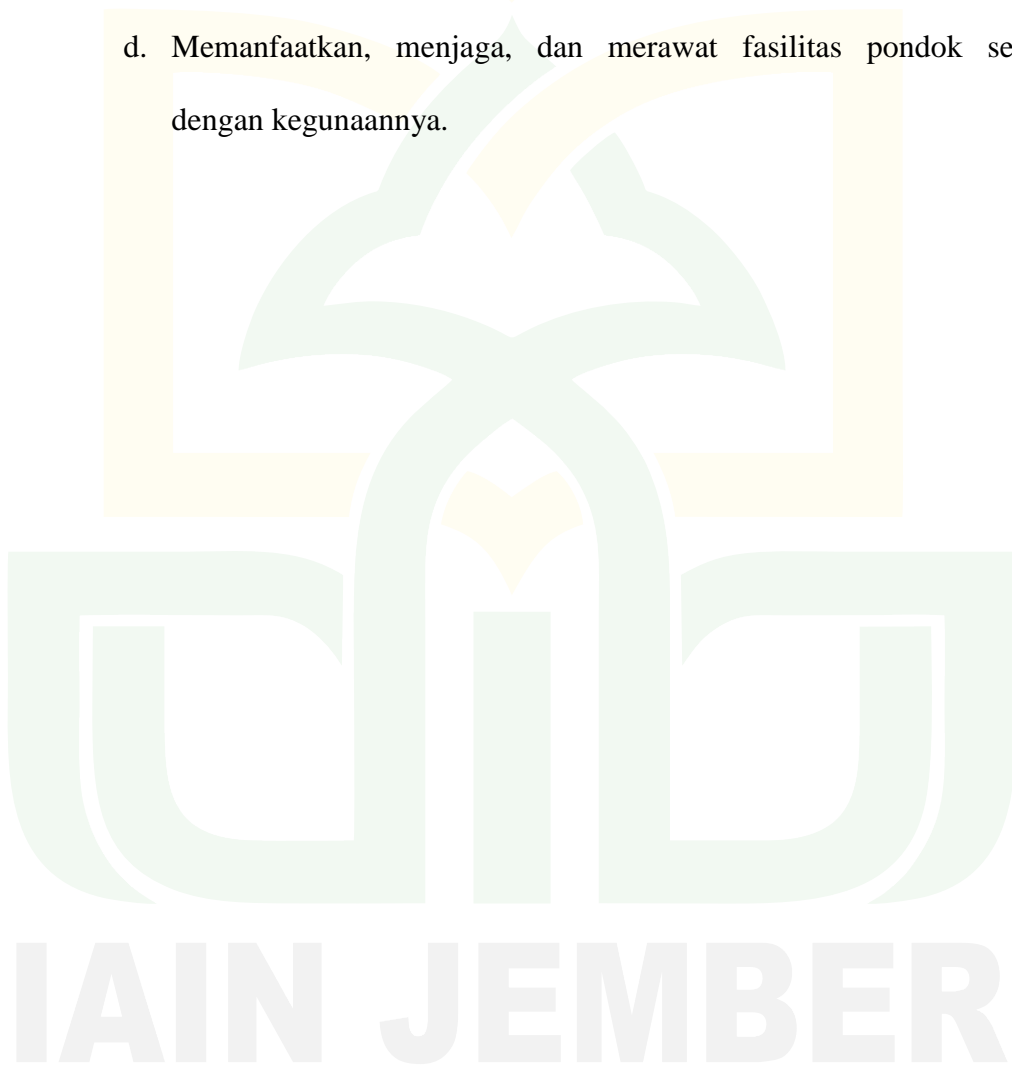 d. Memanfaatkan, menjaga, dan merawat fasilitas pondok se
dengan kegunaannya.
IAIN JEMBER